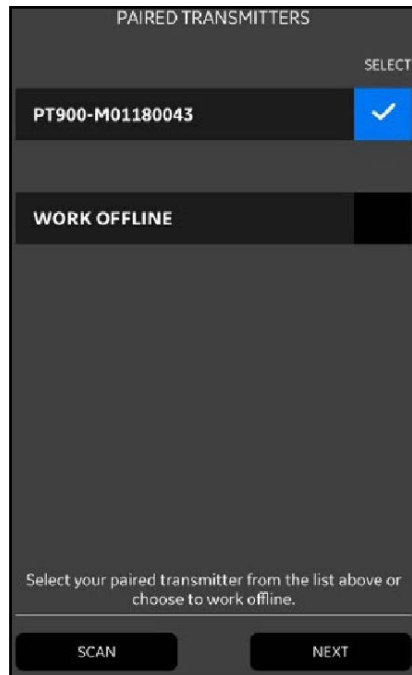 PAIRED TRANSMITTERS
SELECT
PT900-M01180043
WORK OFFLINE
Select your paired transmitter from the list above or
choose to work offline.
SCAN
NEXT